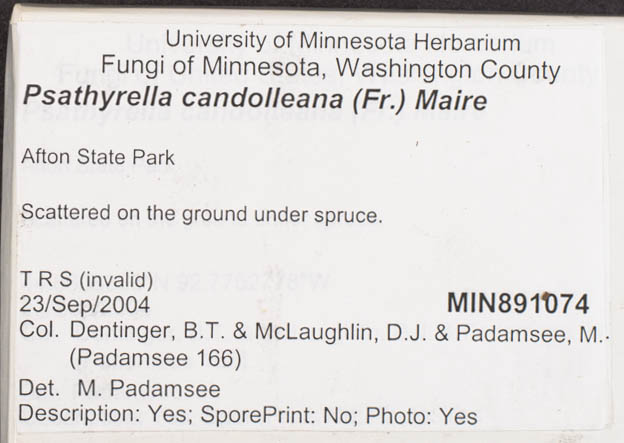 University of Minnesota Herbarium
Fungi of Minnesota, Washington County
Psathyrella candolleana (Fr.) Maire
Afton State Park
Scattered on the ground under spruce.
T R S (invalid)
23/Sep/2004 MIN891074
Col. Dentinger, B.T. & McLaughlin, D.J. & Padamsee, M.
(Padamsee 166)
Det. M. Padamsee
Description: Yes; SporePrint: No; Photo: Yes